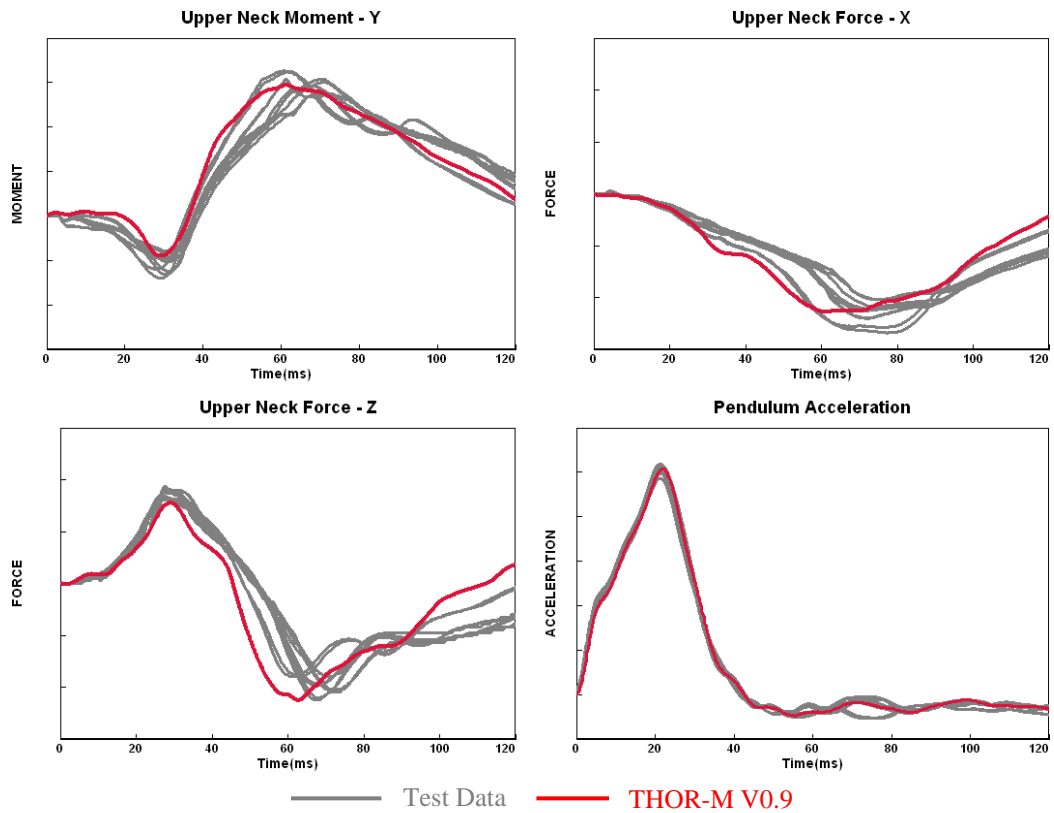 Upper Neck Moment - Y
MOMENT
0 20 40 60 80 100 120
Time(ms)
Upper Neck Force - X
FORCE
0 20 40 60 80 100 120
Time(ms)
Upper Neck Force - Z
FORCE
0 20 40 60 80 100 120
Time(ms)
Pendulum Acceleration
ACCELERATION
0 20 40 60 80 100 120
Time(ms)
Test Data THOR-M V0.9